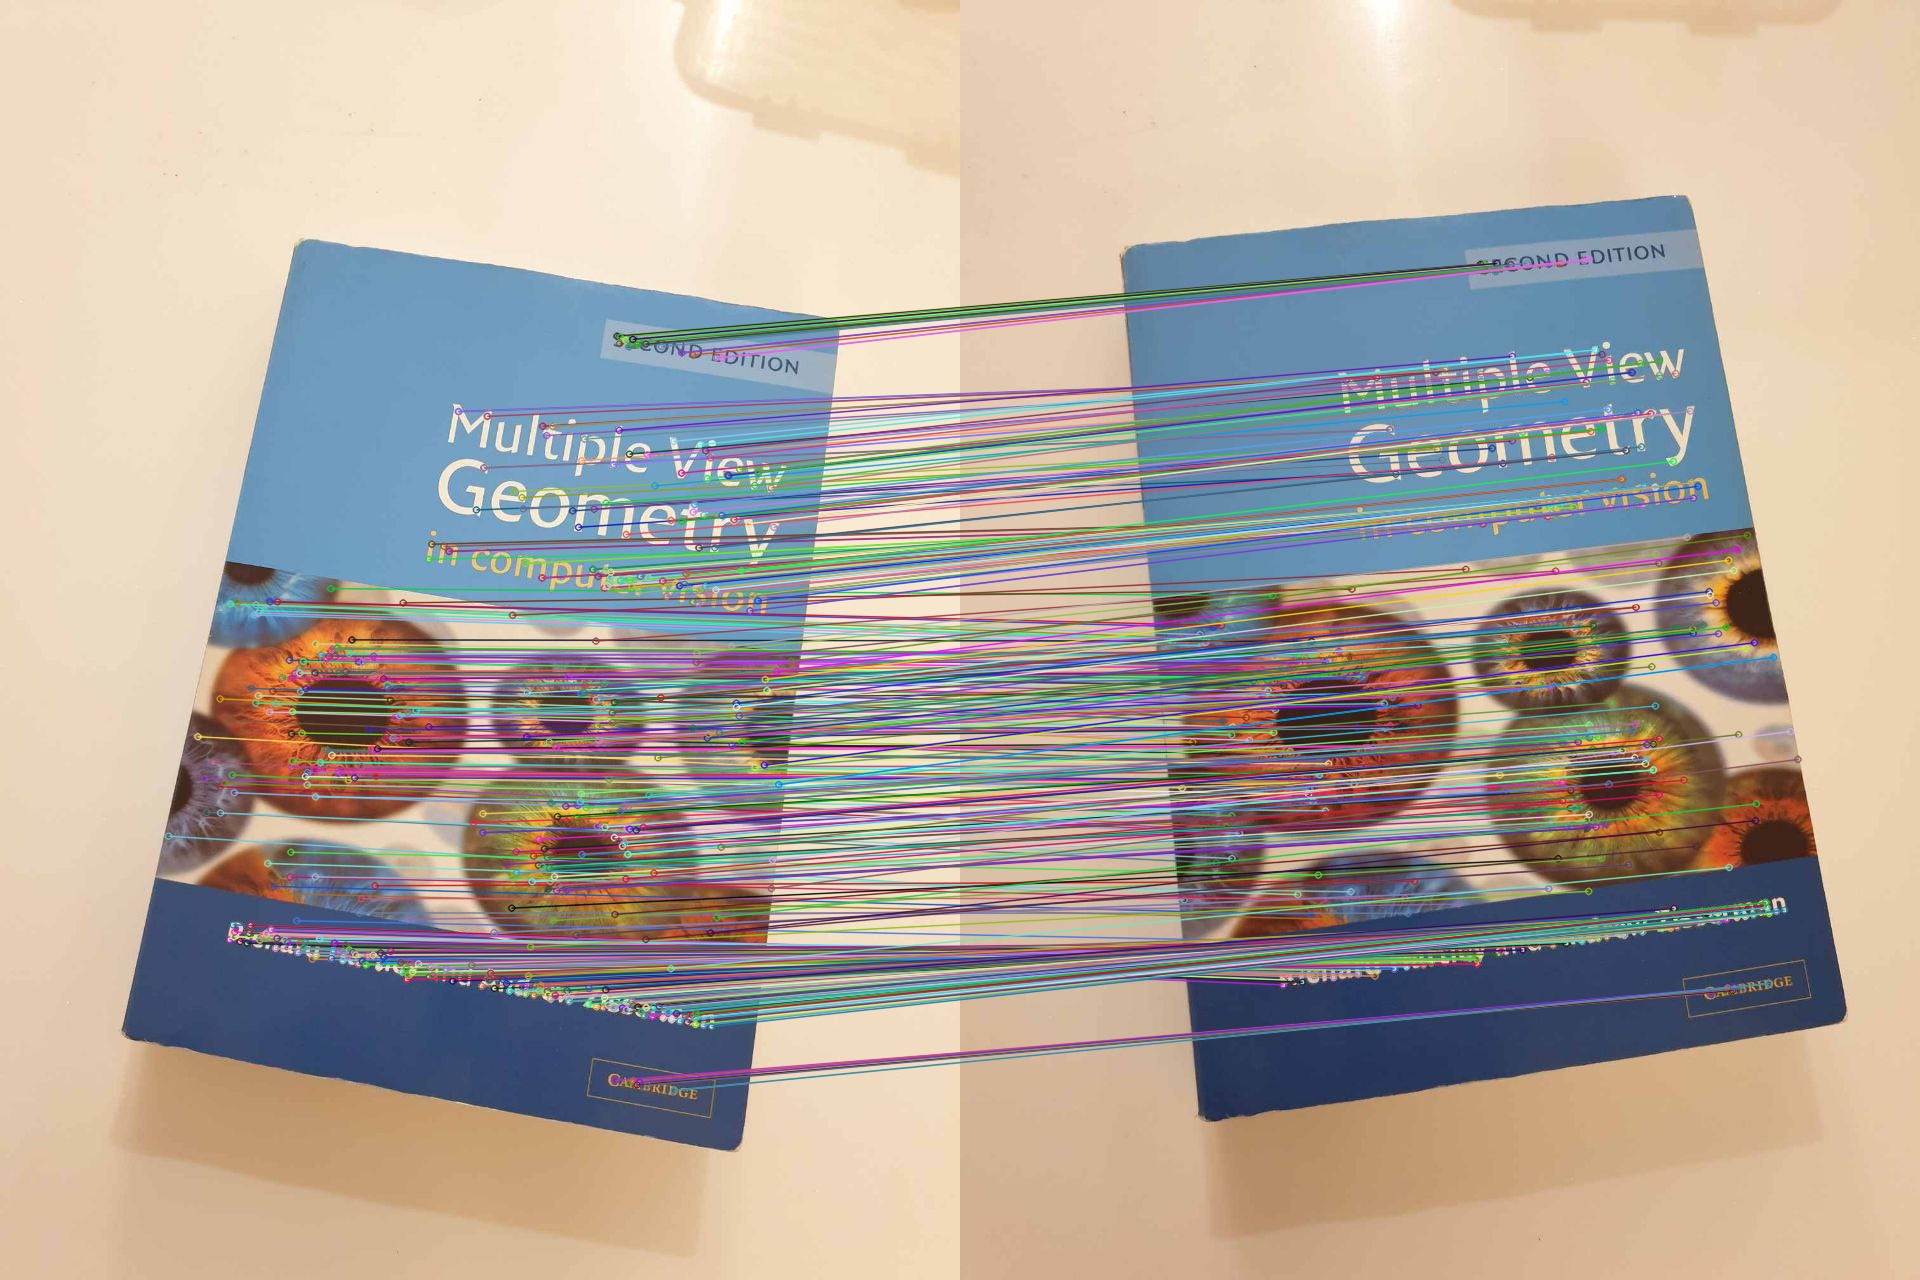 SECOND EDITION
Multiple View
Geometry
in computer vision
CAMBRIDGE
SECOND EDITION
Multiple View
Geometry
in computer vision
CAMBRIDGE